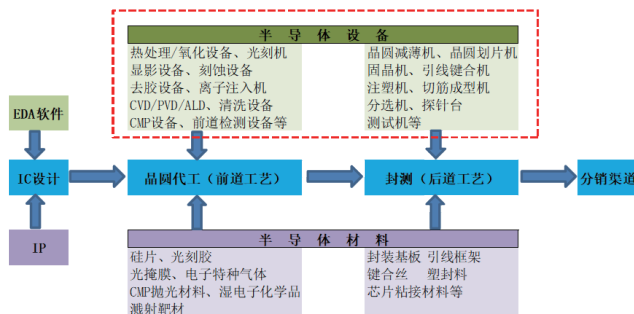 半导体设备
热处理/氧化设备、光刻机
显影设备、刻蚀设备
去胶设备、离子注入机
CVD/PVD/ALD、清洗设备
CMP设备、前道检测设备等
晶圆减薄机、晶圆划片机
固晶机、引线键合机
注塑机、切筋成型机
分选机、探针台
测试机等
EDA软件
IC设计
晶圆代工（前道工艺）
封测（后道工艺）
分销渠道
IP
半导体材料
硅片、光刻胶
光掩膜、电子特种气体
CMP抛光材料、湿电子化学品
溅射靶材
封装基板 引线框架
键合丝 塑封料
芯片粘接材料等